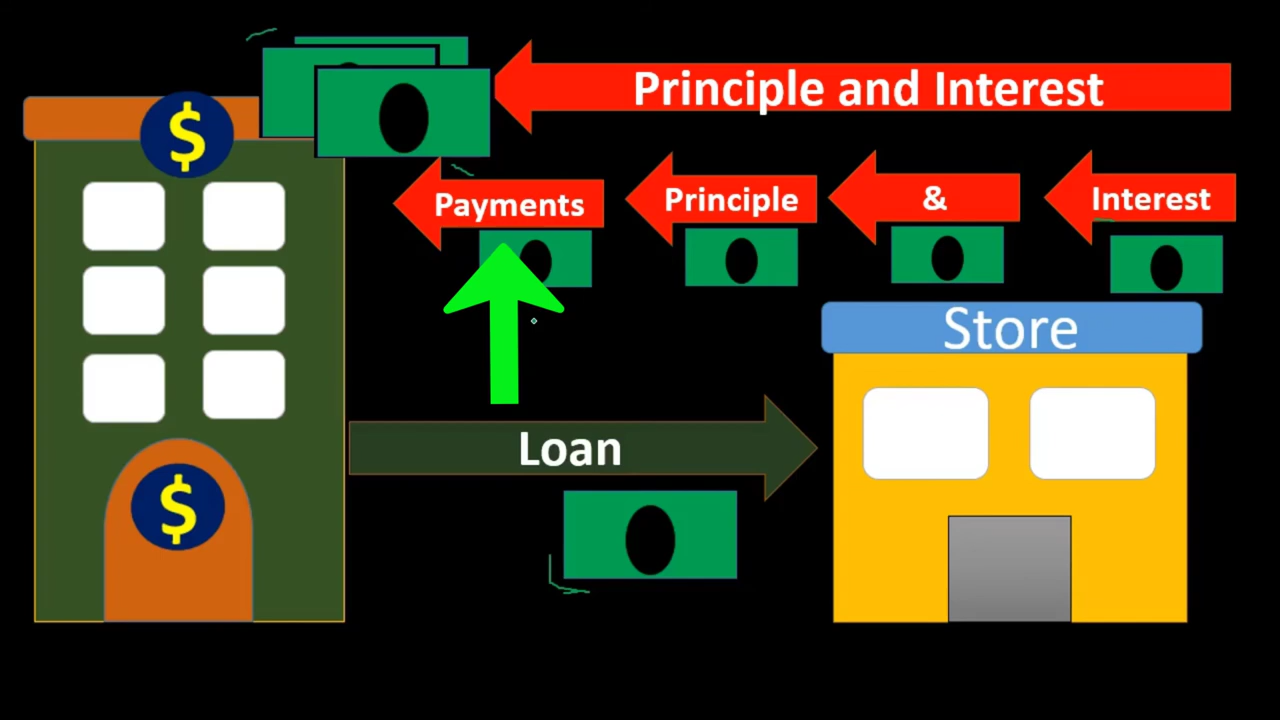 Principle and Interest
$
Payments
Principle
&
Interest
Store
Loan
$